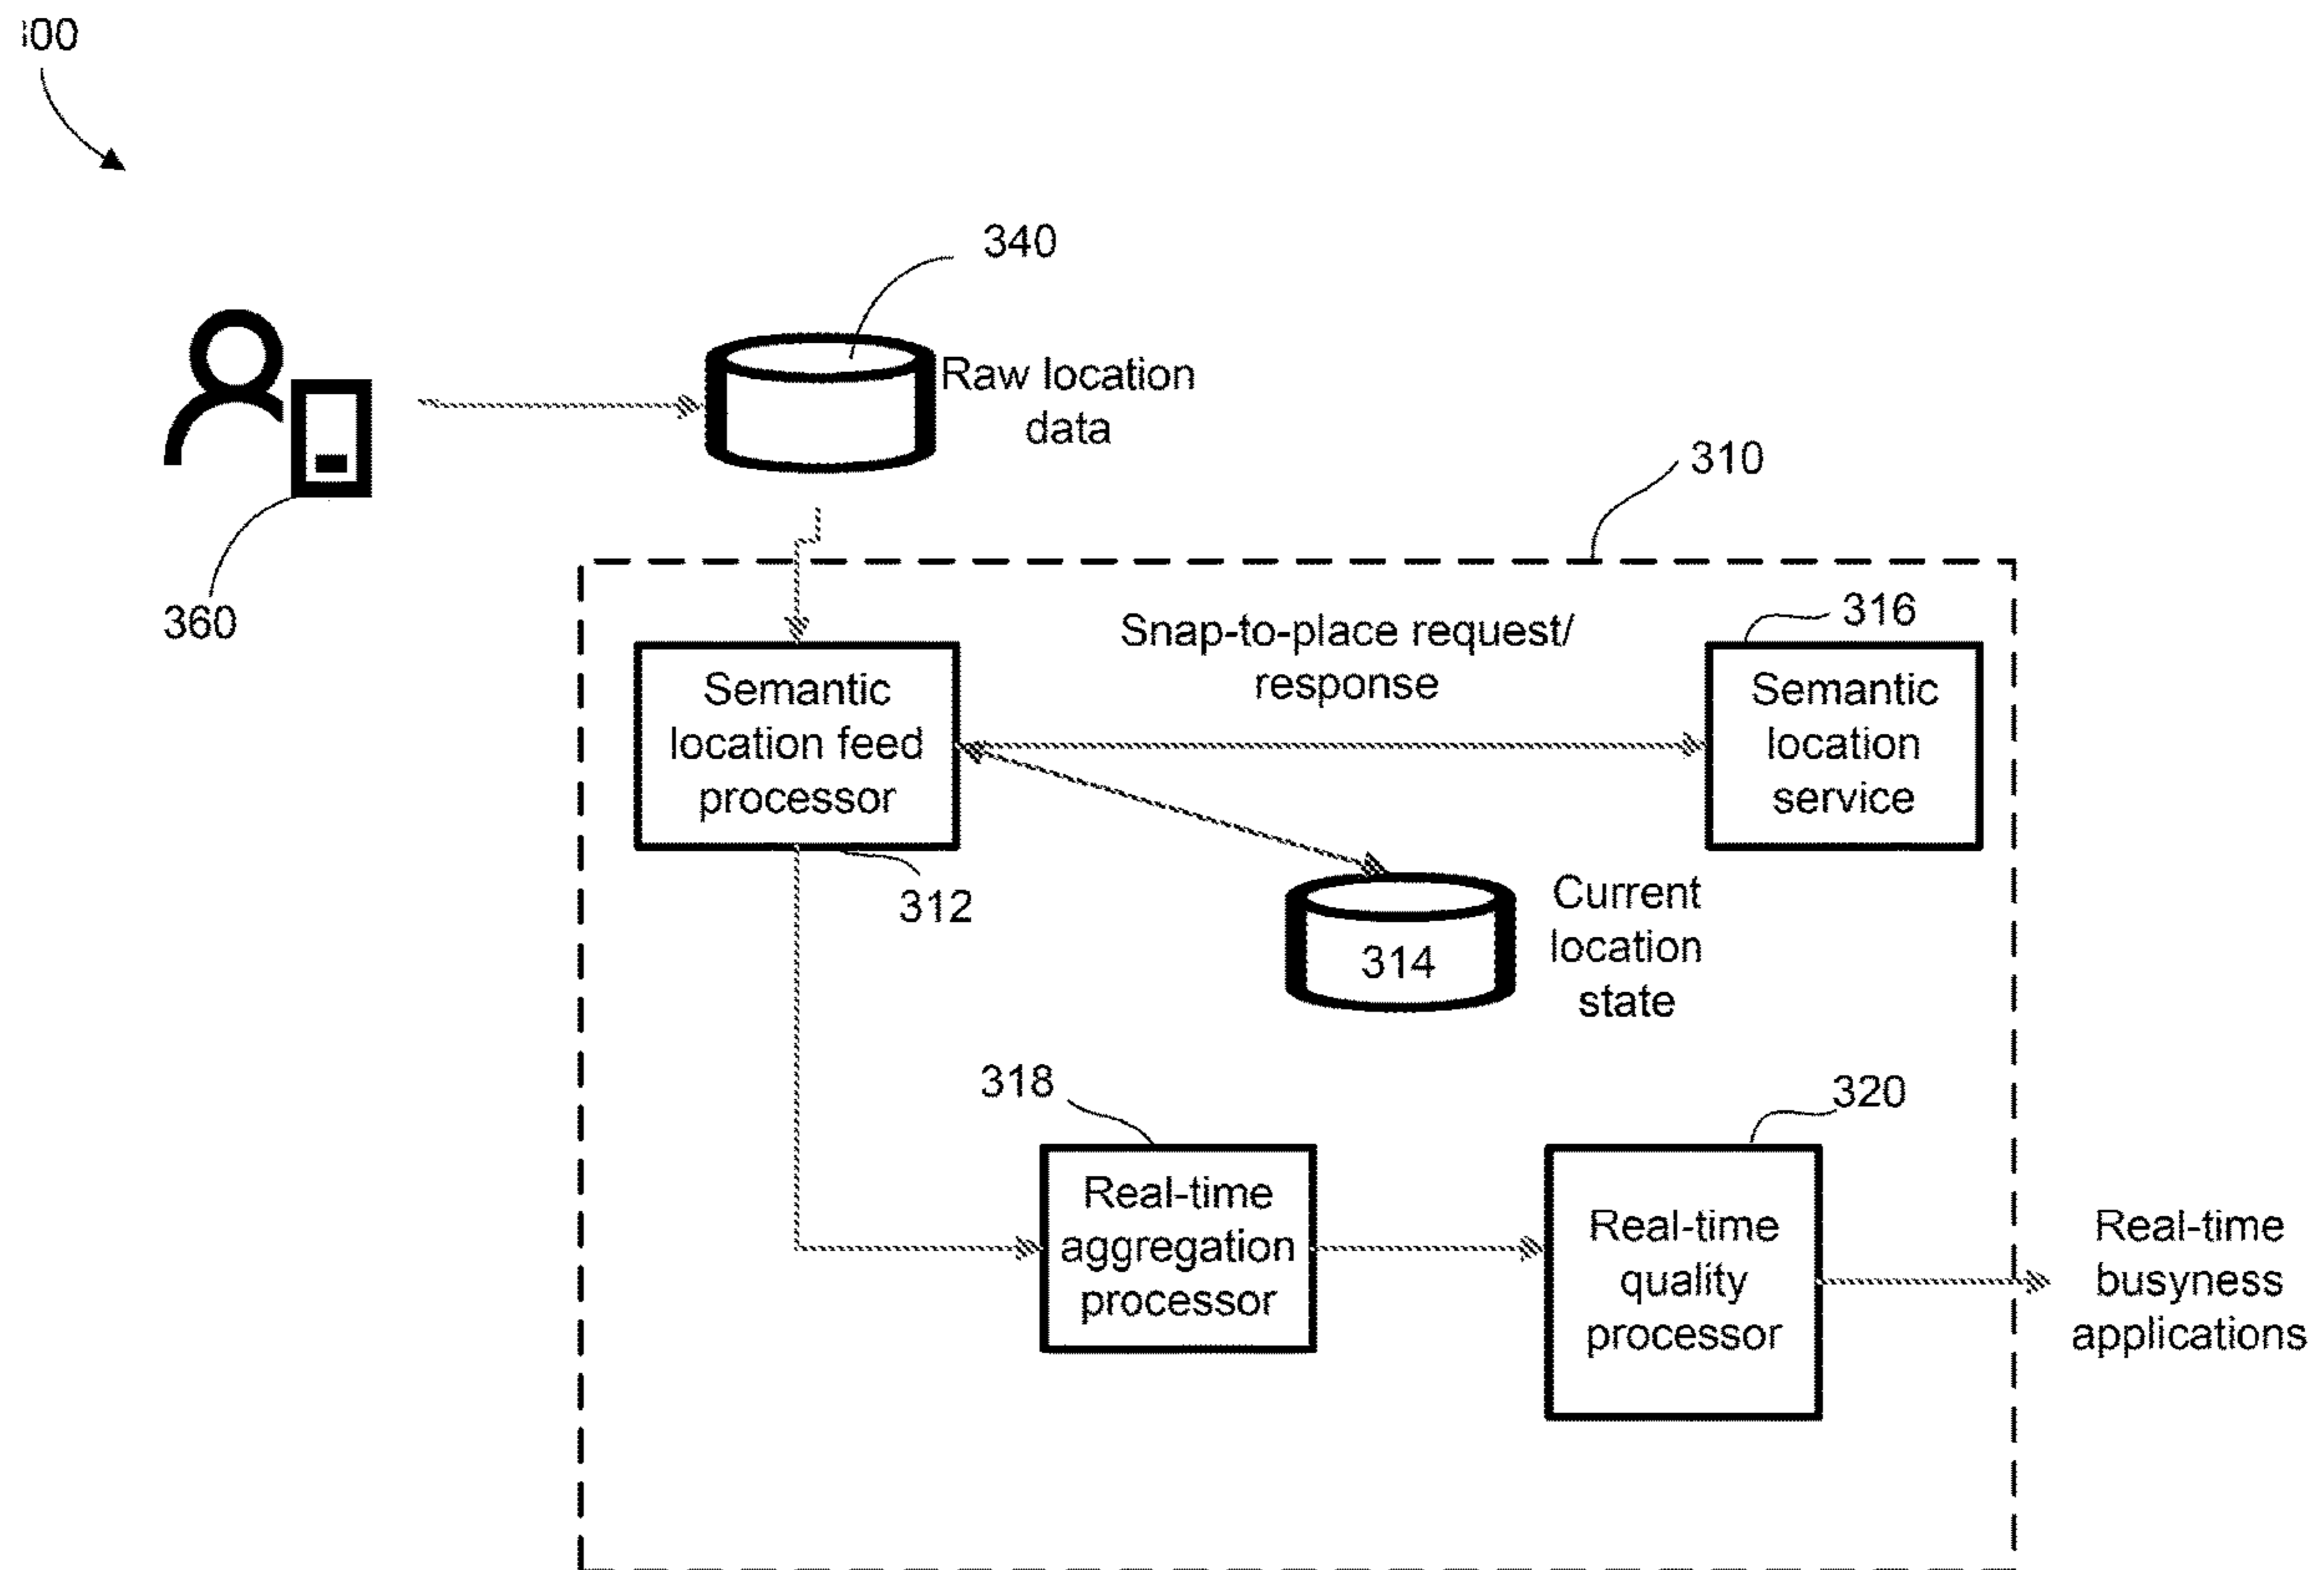 340
Raw location
data
310
360
316
Snap-to-place request/
response
Semantic
location feed
processor
Semantic
location
service
312
Current
location
state
314
318
320
Real-time
aggregation
processor
Real-time
quality
processor
Real-time
busyness
applications